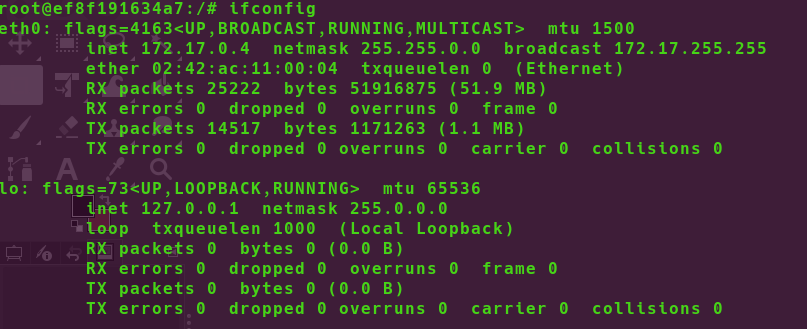 root@ef8f191634a7:/# ifconfig
eth0: flags=4163<UP,BROADCAST,RUNNING,MULTICAST>  mtu 1500
        inet 172.17.0.4  netmask 255.255.0.0  broadcast 172.17.255.255
        ether 02:42:ac:11:00:04  txqueuelen 0  (Ethernet)
        RX packets 25222  bytes 51916875 (51.9 MB)
        RX errors 0  dropped 0  overruns 0  frame 0
        TX packets 14517  bytes 1171263 (1.1 MB)
        TX errors 0  dropped 0 overruns 0  carrier 0  collisions 0

lo: flags=73<UP,LOOPBACK,RUNNING>  mtu 65536
        inet 127.0.0.1  netmask 255.0.0.0
        loop  txqueuelen 1000  (Local Loopback)
        RX packets 0  bytes 0 (0.0 B)
        RX errors 0  dropped 0  overruns 0  frame 0
        TX packets 0  bytes 0 (0.0 B)
        TX errors 0  dropped 0 overruns 0  carrier 0  collisions 0